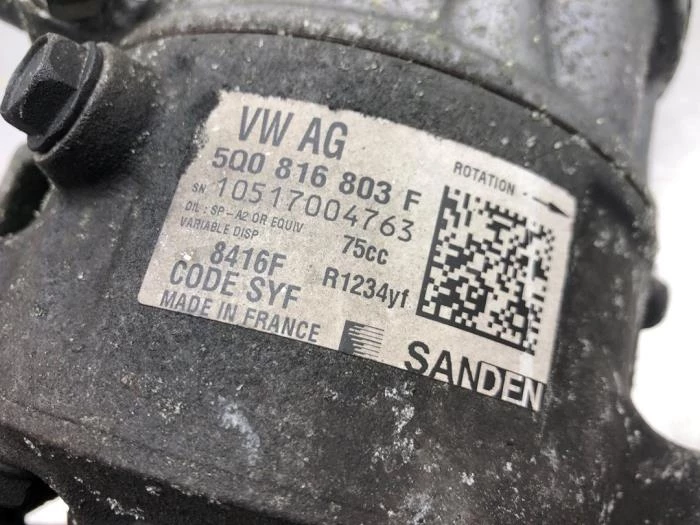 VW AG
5Q0 816 803 F
ROTATION
SN 10517004763
OIL : SP-A2 OR EQUIV 75cc
VARIABLE DISP
8416F R1234yf
CODE SYF
MADE IN FRANCE
SANDEN